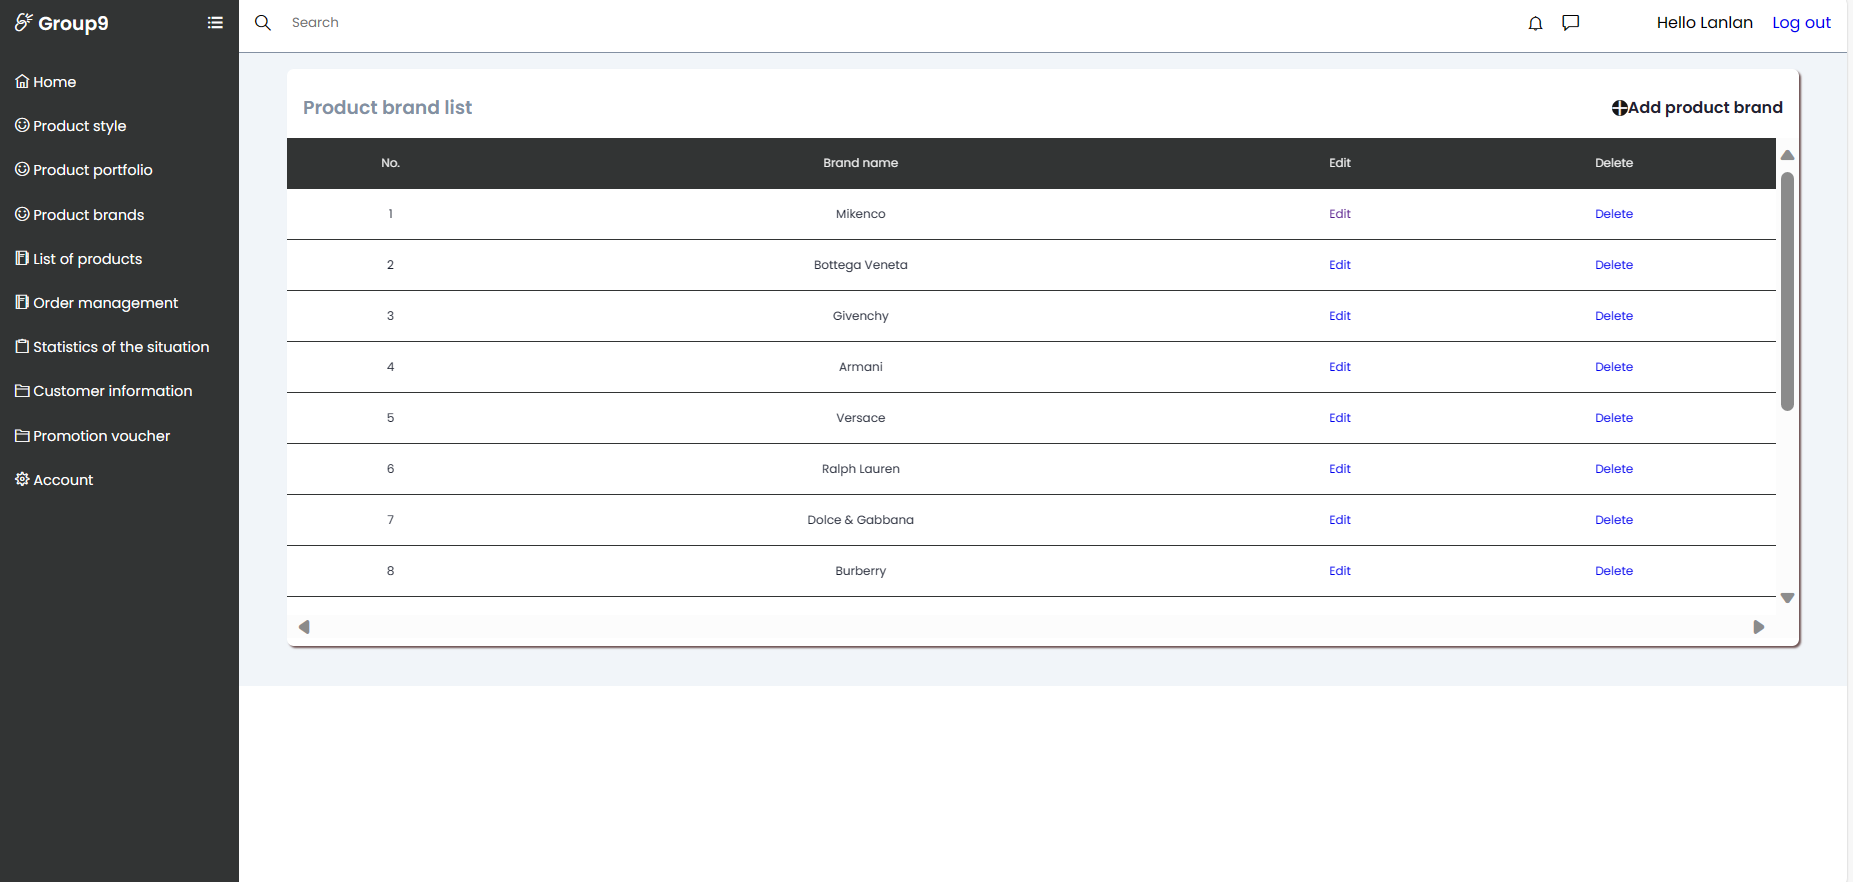 Group9
Search
Hello Lanlan Log out
Home
Product style
Product portfolio
Product brands
List of products
Order management
Statistics of the situation
Customer information
Promotion voucher
Account
Product brand list
Add product brand
No. Brand name Edit Delete
1 Mikenco Edit Delete
2 Bottega Veneta Edit Delete
3 Givenchy Edit Delete
4 Armani Edit Delete
5 Versace Edit Delete
6 Ralph Lauren Edit Delete
7 Dolce & Gabbana Edit Delete
8 Burberry Edit Delete